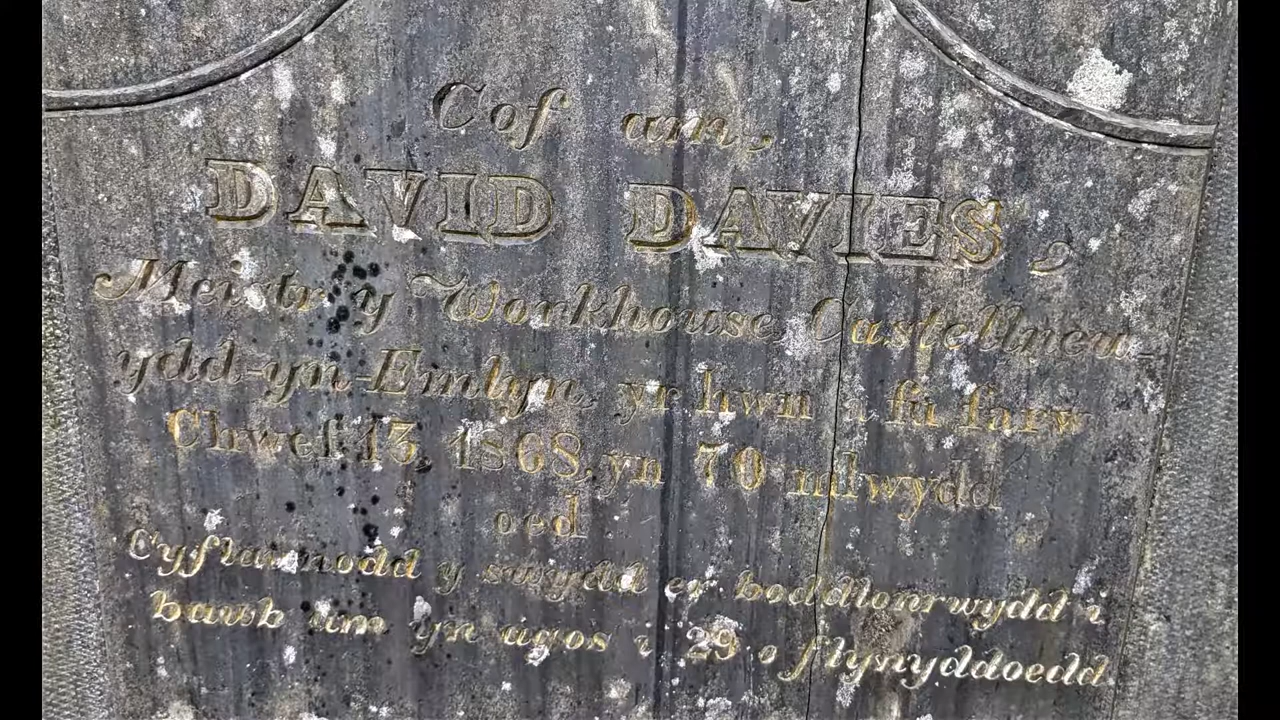 Cof am,
DAVID DAVIES,
Meistr y Workhouse, Castellneu-
ydd-yn-Emlyn, yr hwn a fu farw
Chwef. 13, 1868, yn 70 mlwydd
oed
Cyflawnodd y swydd er boddlonrwydd i
bawb am yn agos i 29 o flynyddoedd.